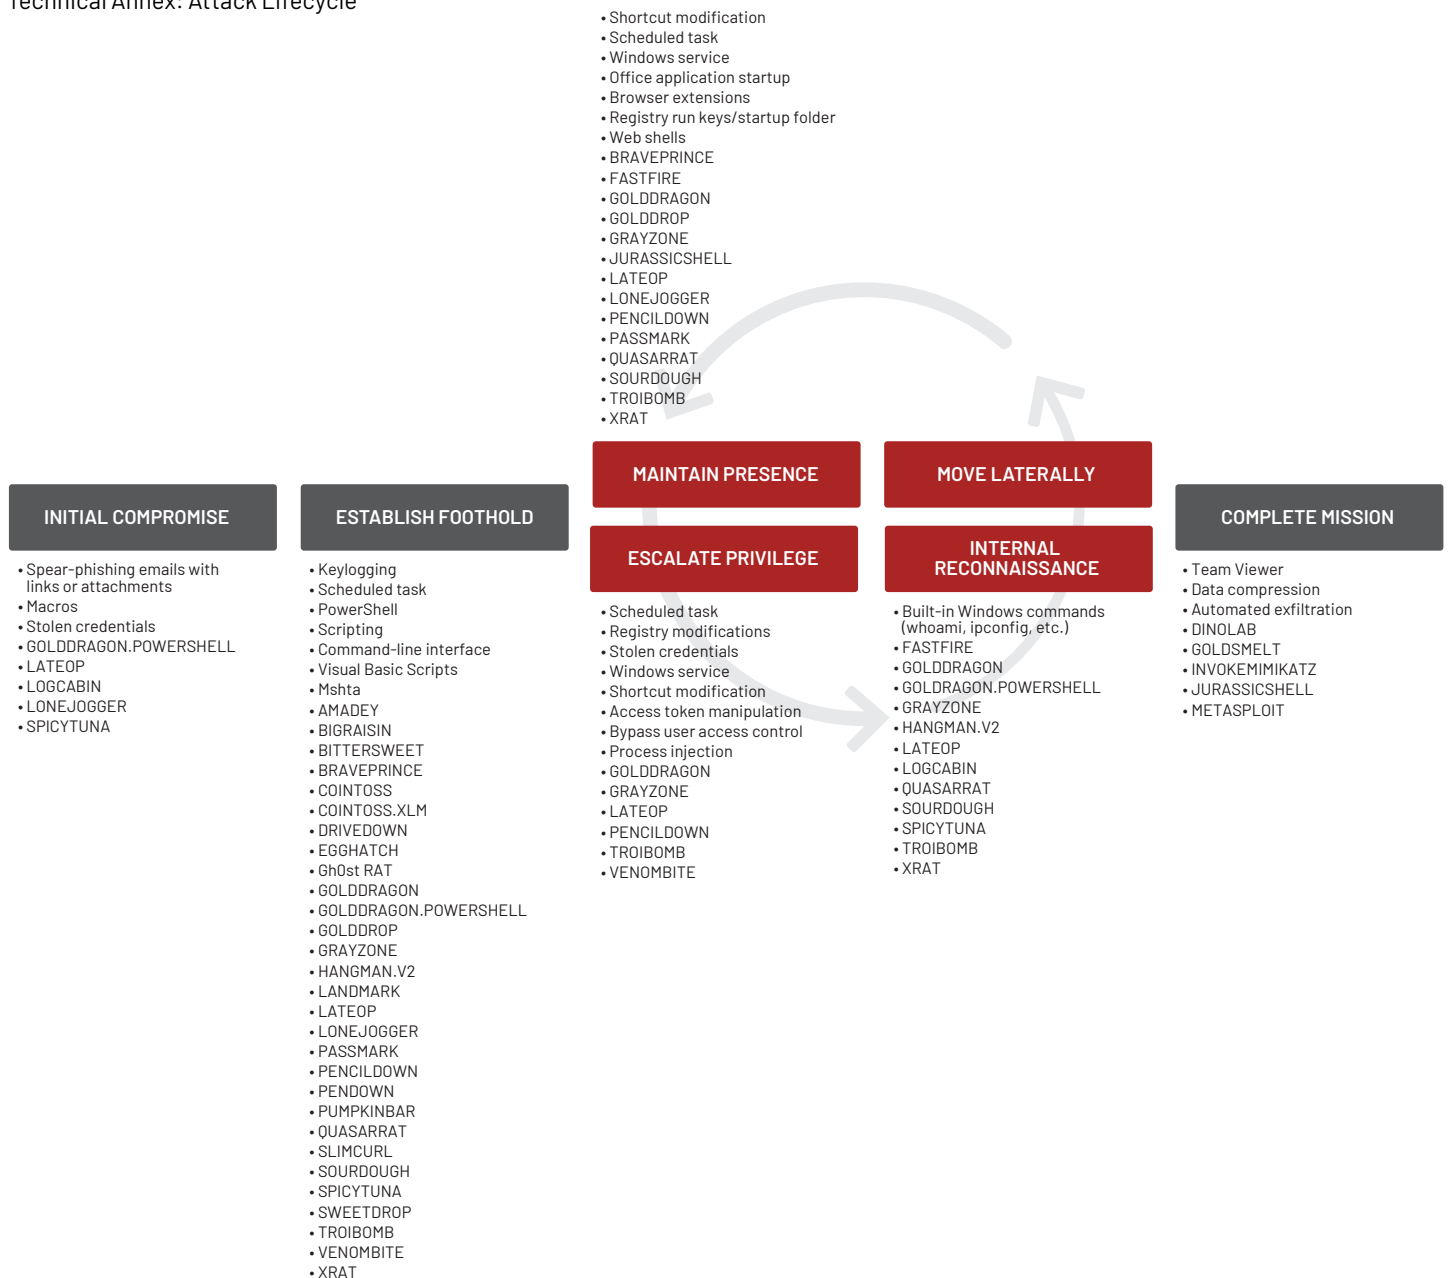 Technical Annex: Attack Lifecycle
• Shortcut modification
• Scheduled task
• Windows service
• Office application startup
• Browser extensions
• Registry run keys/startup folder
• Web shells
• BRAVEPRINCE
• FASTFIRE
• GOLDDRAGON
• GOLDDROP
• GRAYZONE
• JURASSICSHELL
• LATEOP
• LONEJOGGER
• PENCILDOWN
• PASSMARK
• QUASARRAT
• SOURDOUGH
• TROIBOMB
• XRAT
MAINTAIN PRESENCE
MOVE LATERALLY
INITIAL COMPROMISE
• Spear-phishing emails with
links or attachments
• Macros
• Stolen credentials
• GOLDDRAGON.POWERSHELL
• LATEOP
• LOGCABIN
• LONEJOGGER
• SPICYTUNA
ESTABLISH FOOTHOLD
• Keylogging
• Scheduled task
• PowerShell
• Scripting
• Command-line interface
• Visual Basic Scripts
• Mshta
• AMADEY
• BIGRAISIN
• BITTERSWEET
• BRAVEPRINCE
• COINTOSS
• COINTOSS.XLM
• DRIVEDOWN
• EGGHATCH
• Gh0st RAT
• GOLDDRAGON
• GOLDDRAGON.POWERSHELL
• GOLDDROP
• GRAYZONE
• HANGMAN.V2
• LANDMARK
• LATEOP
• LONEJOGGER
• PASSMARK
• PENCILDOWN
• PENDOWN
• PUMPKINBAR
• QUASARRAT
• SLIMCURL
• SOURDOUGH
• SPICYTUNA
• SWEETDROP
• TROIBOMB
• VENOMBITE
• XRAT
ESCALATE PRIVILEGE
• Scheduled task
• Registry modifications
• Stolen credentials
• Windows service
• Shortcut modification
• Access token manipulation
• Bypass user access control
• Process injection
• GOLDDRAGON
• GRAYZONE
• LATEOP
• PENCILDOWN
• TROIBOMB
• VENOMBITE
INTERNAL
RECONNAISSANCE
• Built-in Windows commands
(whoami, ipconfig, etc.)
• FASTFIRE
• GOLDDRAGON
• GOLDRAGON.POWERSHELL
• GRAYZONE
• HANGMAN.V2
• LATEOP
• LOGCABIN
• QUASARRAT
• SOURDOUGH
• SPICYTUNA
• TROIBOMB
• XRAT
COMPLETE MISSION
• Team Viewer
• Data compression
• Automated exfiltration
• DINOLAB
• GOLDSMELT
• INVOKEMIMIKATZ
• JURASSICSHELL
• METASPLOIT